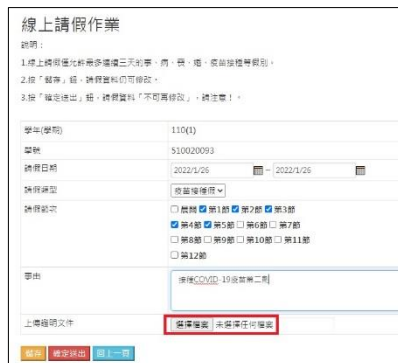 線上請假作業
說明：
1.線上請假僅允許最多連續三天的事、病、喪、婚、疫苗接種等假別。
2.按「儲存」鈕，請假資料仍可修改。
3.按「確定送出」鈕，請假資料「不可再修改」，請注意！。
學年(學期) 110(1)
學號 510020093
請假日期 2022/1/26 ~ 2022/1/26
請假類型 疫苗接種假
請假節次 晨間 第1節 第2節 第3節
第4節 第5節 第6節 第7節
第8節 第9節 第10節 第11節
第12節
事由 接種COVID-19疫苗第二劑
上傳證明文件 選擇檔案 未選擇任何檔案
儲存 確定送出 回上一頁